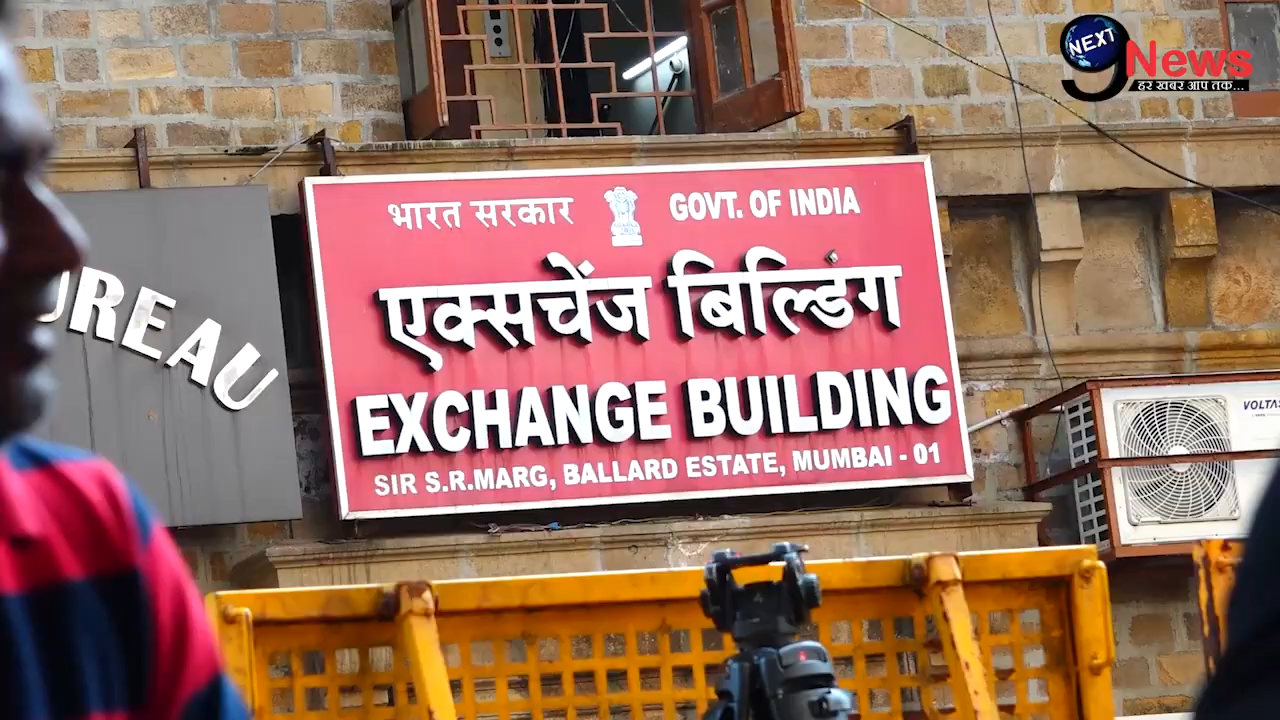 NEXT
9 News
हर खबर आप तक...
भारत सरकार GOVT. OF INDIA
एक्सचेंज बिल्डिंग
EXCHANGE BUILDING
SIR S.R.MARG, BALLARD ESTATE, MUMBAI - 01
UREAU
VOLTAS